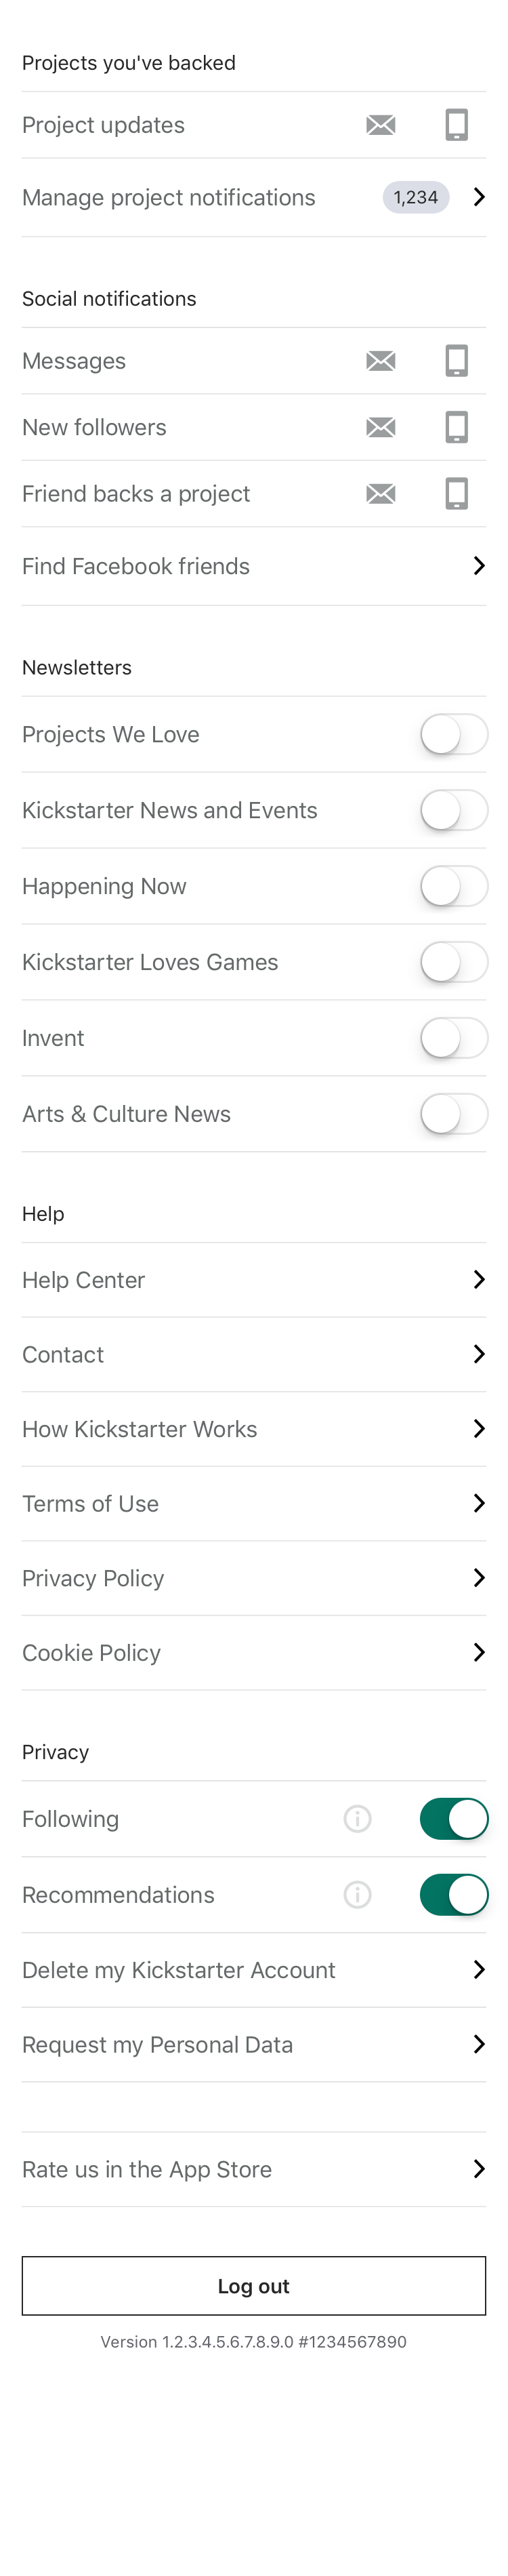 Projects you've backed
Project updates
Manage project notifications 1,234
Social notifications
Messages
New followers
Friend backs a project
Find Facebook friends
Newsletters
Projects We Love
Kickstarter News and Events
Happening Now
Kickstarter Loves Games
Invent
Arts & Culture News
Help
Help Center
Contact
How Kickstarter Works
Terms of Use
Privacy Policy
Cookie Policy
Privacy
Following
Recommendations
Delete my Kickstarter Account
Request my Personal Data
Rate us in the App Store
Log out
Version 1.2.3.4.5.6.7.8.9.0 #1234567890